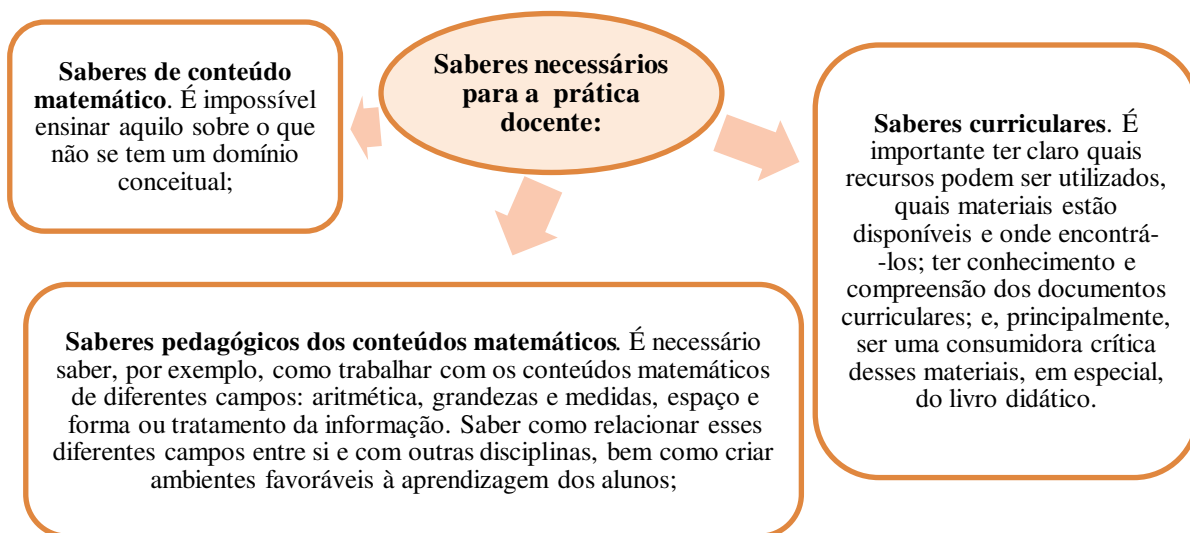 Saberes necessários
para a prática
docente:
Saberes de conteúdo
matemático. É impossível
ensinar aquilo sobre o que
não se tem um domínio
conceitual;
Saberes pedagógicos dos conteúdos matemáticos. É necessário
saber, por exemplo, como trabalhar com os conteúdos matemáticos
de diferentes campos: aritmética, grandezas e medidas, espaço e
forma ou tratamento da informação. Saber como relacionar esses
diferentes campos entre si e com outras disciplinas, bem como criar
ambientes favoráveis à aprendizagem dos alunos;
Saberes curriculares. É
importante ter claro quais
recursos podem ser utilizados,
quais materiais estão
disponíveis e onde encontrá-
-los; ter conhecimento e
compreensão dos documentos
curriculares; e, principalmente,
ser uma consumidora crítica
desses materiais, em especial,
do livro didático.